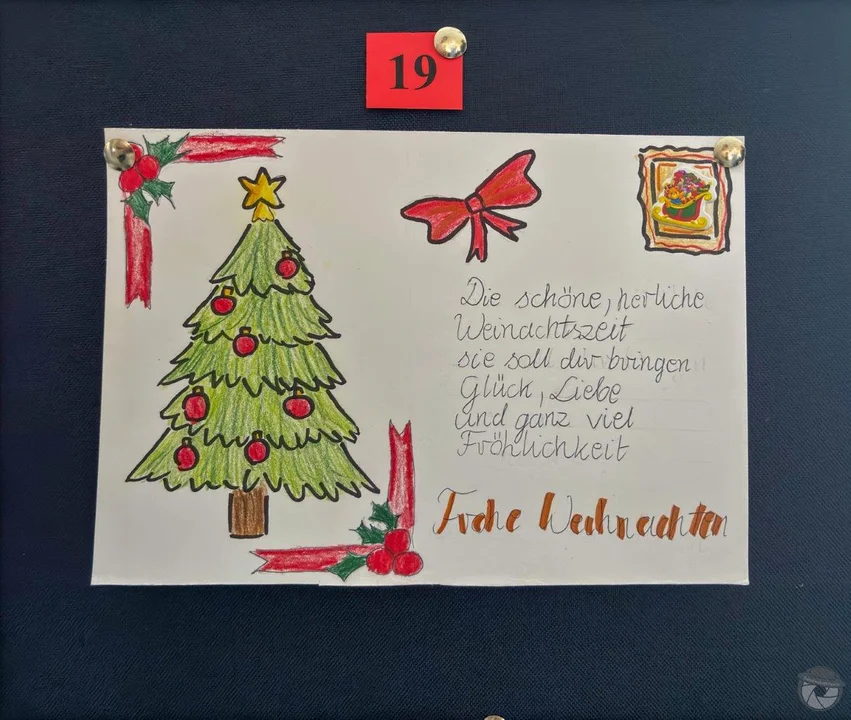 19
Die schöne, herliche
Weinachtszeit
sie soll dir bringen
Glück, Liebe
und ganz viel
Fröhlichkeit
Frohe Weihnachten